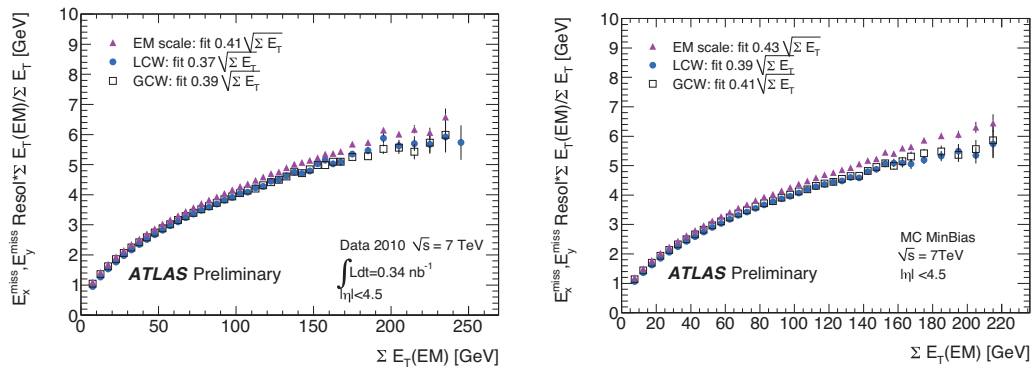 E_x^miss, E_y^miss Resol*Σ E_T(EM)/Σ E_T [GeV]
10
9
8
7
6
5
4
3
2
1
0
EM scale: fit 0.41 √Σ E_T
LCW: fit 0.37 √Σ E_T
GCW: fit 0.39 √Σ E_T
Data 2010 √s = 7 TeV
ATLAS Preliminary
∫ Ldt=0.34 nb^-1
|η|<4.5
0 50 100 150 200 250
Σ E_T(EM) [GeV]
E_x^miss, E_y^miss Resol*Σ E_T(EM)/Σ E_T [GeV]
10
9
8
7
6
5
4
3
2
1
0
EM scale: fit 0.43 √Σ E_T
LCW: fit 0.39 √Σ E_T
GCW: fit 0.41 √Σ E_T
MC MinBias
√s = 7TeV
ATLAS Preliminary
|η| <4.5
0 20 40 60 80 100 120 140 160 180 200 220
Σ E_T(EM) [GeV]